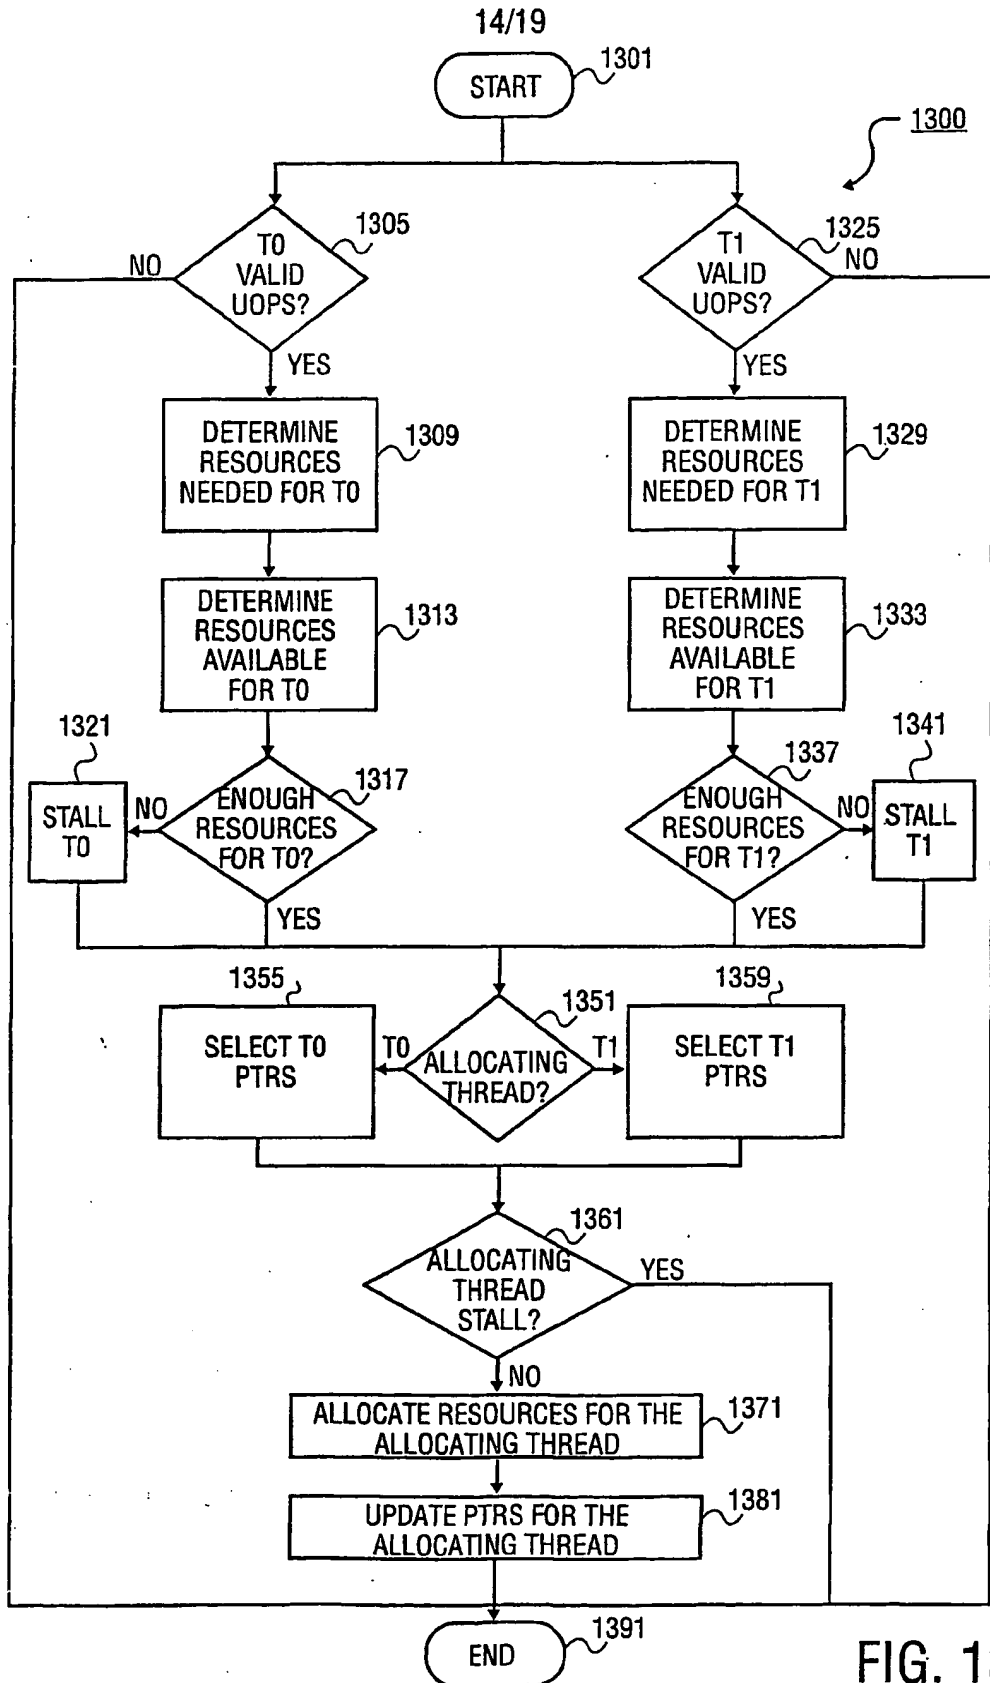 14/19
START
1301
1300
T0
VALID
UOPS?
1305
NO
YES
T1
VALID
UOPS?
1325
NO
YES
DETERMINE
RESOURCES
NEEDED FOR T0
1309
DETERMINE
RESOURCES
NEEDED FOR T1
1329
DETERMINE
RESOURCES
AVAILABLE
FOR T0
1313
DETERMINE
RESOURCES
AVAILABLE
FOR T1
1333
1321
STALL
T0
NO
ENOUGH
RESOURCES
FOR T0?
1317
YES
1337
ENOUGH
RESOURCES
FOR T1?
NO
YES
1341
STALL
T1
1355
SELECT T0
PTRS
T0
ALLOCATING
THREAD?
1351
T1
1359
SELECT T1
PTRS
1361
ALLOCATING
THREAD
STALL?
YES
NO
ALLOCATE RESOURCES FOR THE
ALLOCATING THREAD
1371
UPDATE PTRS FOR THE
ALLOCATING THREAD
1381
END
1391
FIG. 1